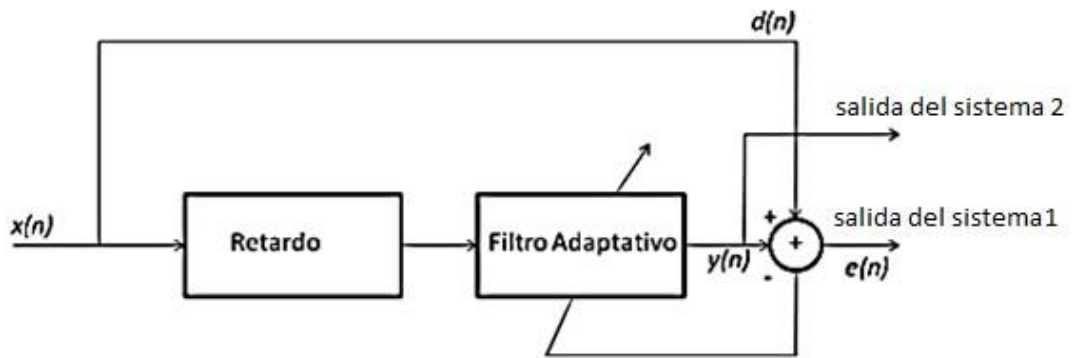 d(n)
salida del sistema 2
x(n)
Retardo
Filtro Adaptativo
y(n)
+
+
-
salida del sistema1
e(n)